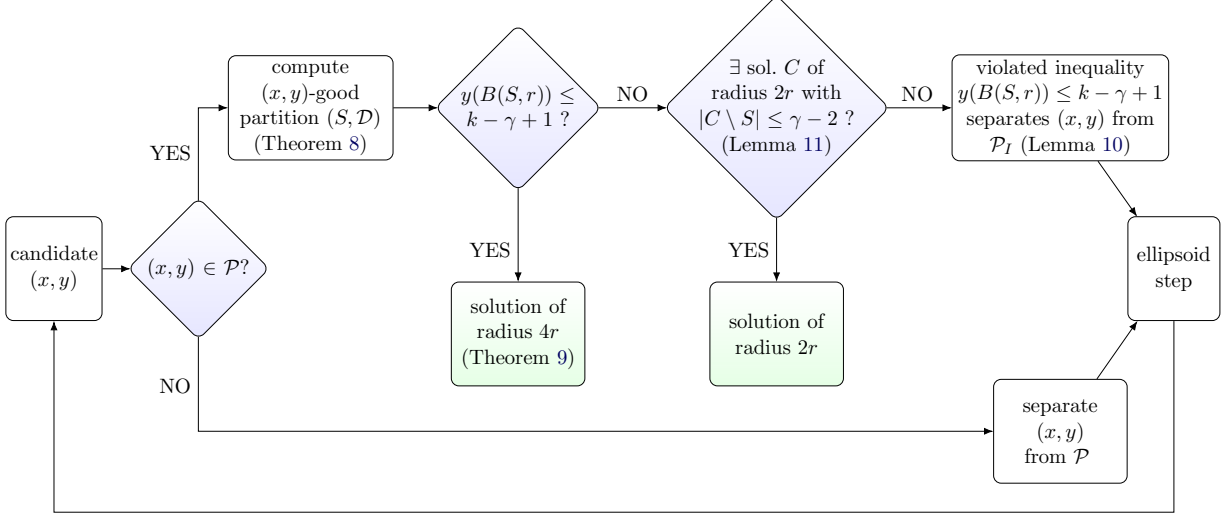 candidate
(x, y)
(x, y) ∈ 𝒫?
YES
NO
compute
(x, y)-good
partition (S, 𝒟)
(Theorem 8)
y(B(S, r)) ≤
k − γ + 1 ?
YES
NO
solution of
radius 4r
(Theorem 9)
∃ sol. C of
radius 2r with
|C \ S| ≤ γ − 2 ?
(Lemma 11)
YES
NO
solution of
radius 2r
violated inequality
y(B(S, r)) ≤ k − γ + 1
separates (x, y) from
𝒫_I (Lemma 10)
ellipsoid
step
separate
(x, y)
from 𝒫